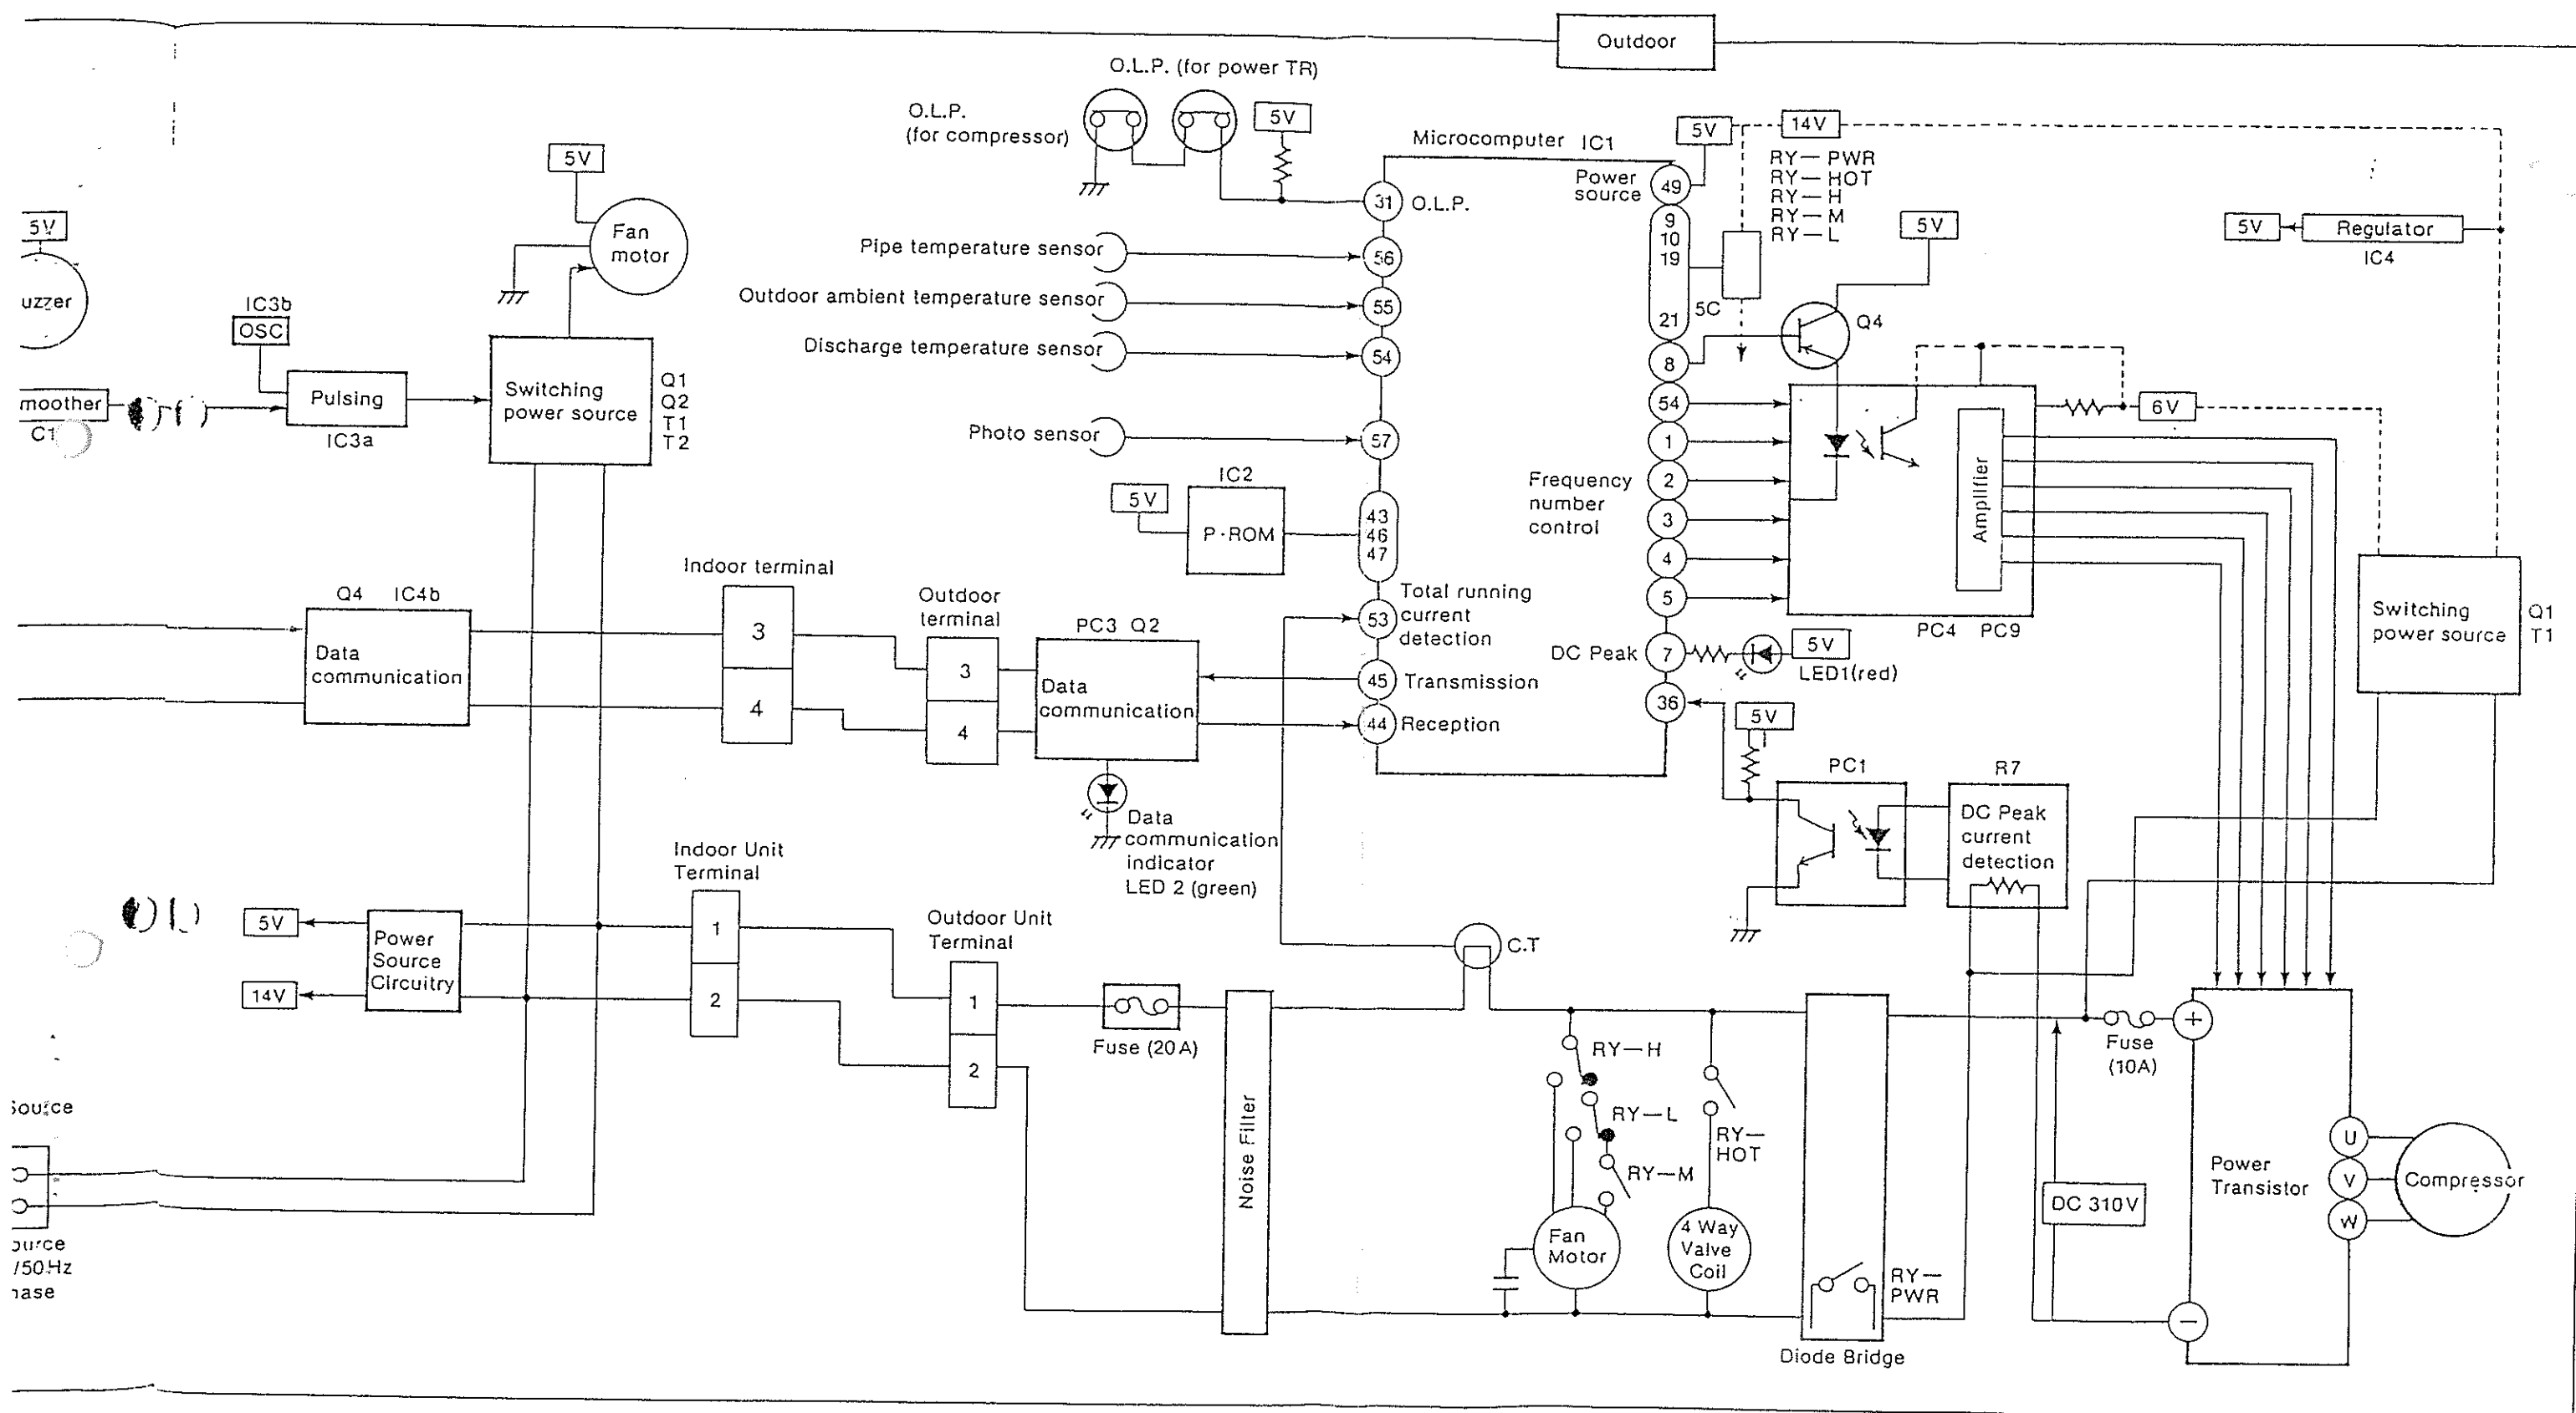 Outdoor
O.L.P. (for power TR)
O.L.P.
(for compressor)
5V
Microcomputer IC1
5V
14V
RY—PWR
RY—HOT
RY—H
RY—M
RY—L
Power
source
49
31
O.L.P.
9
10
19
21
5C
5V
5V
Regulator
IC4
5V
Fan
motor
5V
uzzer
Pipe temperature sensor
56
Outdoor ambient temperature sensor
55
Discharge temperature sensor
54
Photo sensor
57
8
Q4
IC3b
OSC
moother
C1
Pulsing
IC3a
Switching
power source
Q1
Q2
T1
T2
54
1
2
3
4
5
Frequency
number
control
Amplifier
6V
PC4 PC9
IC2
5V
P·ROM
43
46
47
Switching
power source
Q1
T1
Total running
current
detection
53
DC Peak
7
5V
LED1(red)
36
45
Transmission
44
Reception
Q4 IC4b
Data
communication
Indoor terminal
3
4
Outdoor
terminal
3
4
PC3 Q2
Data
communication
Data
communication
indicator
LED 2 (green)
5V
PC1
R7
DC Peak
current
detection
Indoor Unit
Terminal
1
2
5V
14V
Power
Source
Circuitry
Outdoor Unit
Terminal
1
2
Fuse (20A)
C.T
Noise Filter
RY—H
RY—L
RY—M
RY—
HOT
Fan
Motor
4 Way
Valve
Coil
RY—
PWR
Diode Bridge
DC 310V
Fuse
(10A)
+
−
Power
Transistor
U
V
W
Compressor
Source
ource
/50Hz
hase